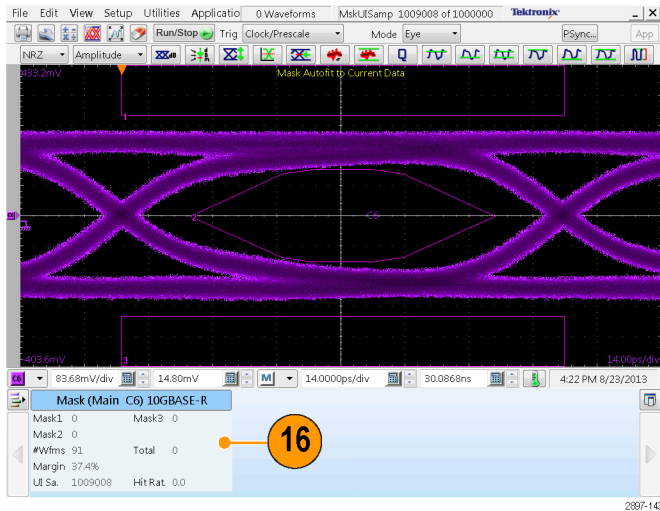 File Edit View Setup Utilities Applicatio 0 Waveforms MskUISamp 1009008 of 1000000 Tektronix
Run/Stop Trig Clock/Prescale Mode Eye PSync... App
NRZ Amplitude
433.2mV
Mask Autofit to Current Data
1
2
C6
-403.6mV
3
14.00ps/div
C6 83.68mV/div 14.80mV M 14.0000ps/div 30.0868ns 4:22 PM 8/23/2013
Mask (Main C6) 10GBASE-R
Mask1 0 Mask3 0
Mask2 0
#Wfms 91 Total 0
Margin 37.4%
UI Sa. 1009008 Hit Rat. 0.0
16
2897-143